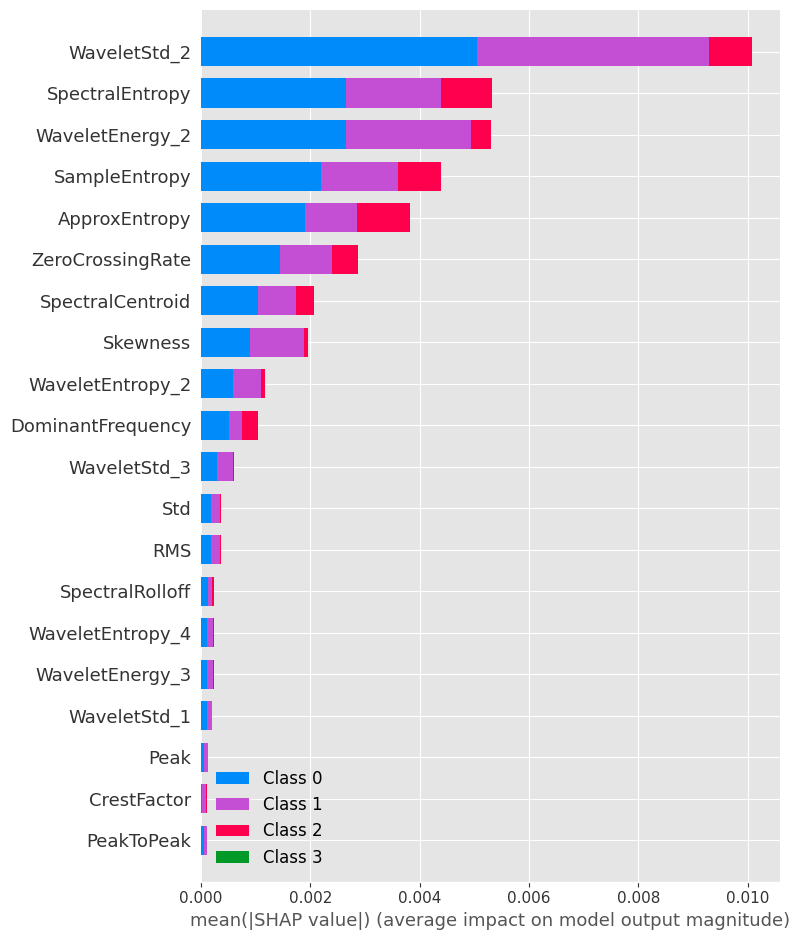 WaveletStd_2
SpectralEntropy
WaveletEnergy_2
SampleEntropy
ApproxEntropy
ZeroCrossingRate
SpectralCentroid
Skewness
WaveletEntropy_2
DominantFrequency
WaveletStd_3
Std
RMS
SpectralRolloff
WaveletEntropy_4
WaveletEnergy_3
WaveletStd_1
Peak
CrestFactor
PeakToPeak
Class 0
Class 1
Class 2
Class 3
0.000 0.002 0.004 0.006 0.008 0.010
mean(|SHAP value|) (average impact on model output magnitude)